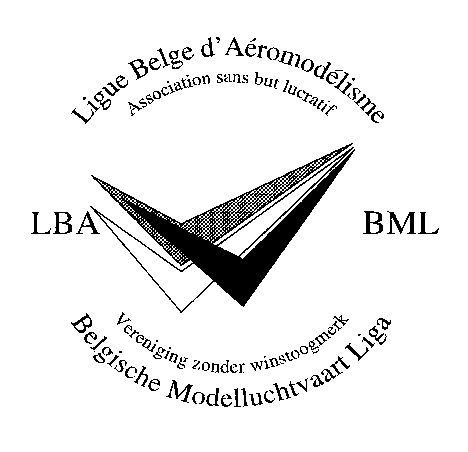 Ligue Belge d'Aéromodélisme
Association sans but lucratif
LBA
BML
Vereniging zonder winstoogmerk
Belgische Modelluchtvaart Liga